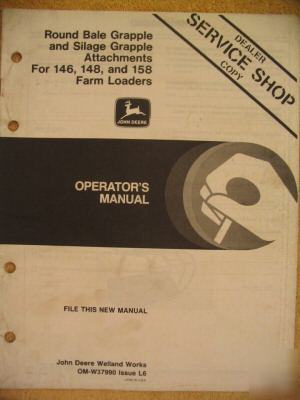 Round Bale Grapple
and Silage Grapple
Attachments
For 146, 148, and 158
Farm Loaders
DEALER
SERVICE SHOP
COPY
JOHN DEERE
OPERATOR'S
MANUAL
FILE THIS NEW MANUAL
John Deere Welland Works
OM-W37990 Issue L6